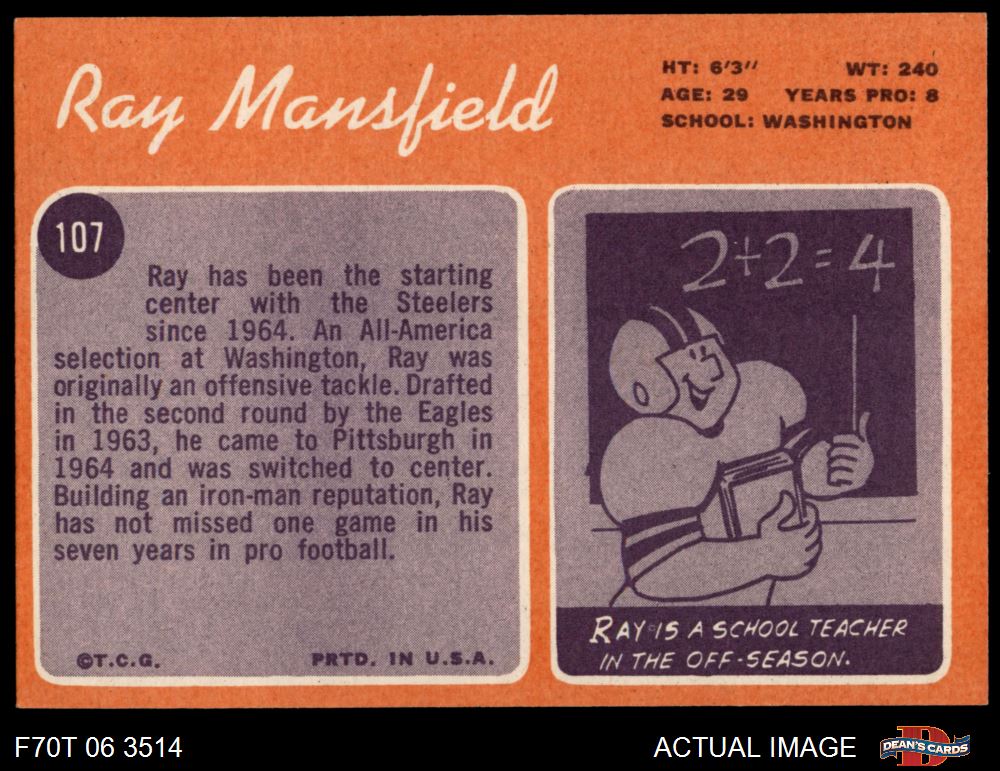 Ray Mansfield
HT: 6'3" WT: 240
AGE: 29 YEARS PRO: 8
SCHOOL: WASHINGTON
107
Ray has been the starting
center with the Steelers
since 1964. An All-America
selection at Washington, Ray was
originally an offensive tackle. Drafted
in the second round by the Eagles
in 1963, he came to Pittsburgh in
1964 and was switched to center.
Building an iron-man reputation, Ray
has not missed one game in his
seven years in pro football.
©T.C.G. PRTD. IN U.S.A.
2+2=4
RAY IS A SCHOOL TEACHER
IN THE OFF-SEASON.
F70T 06 3514
ACTUAL IMAGE
D
DEAN'S CARDS